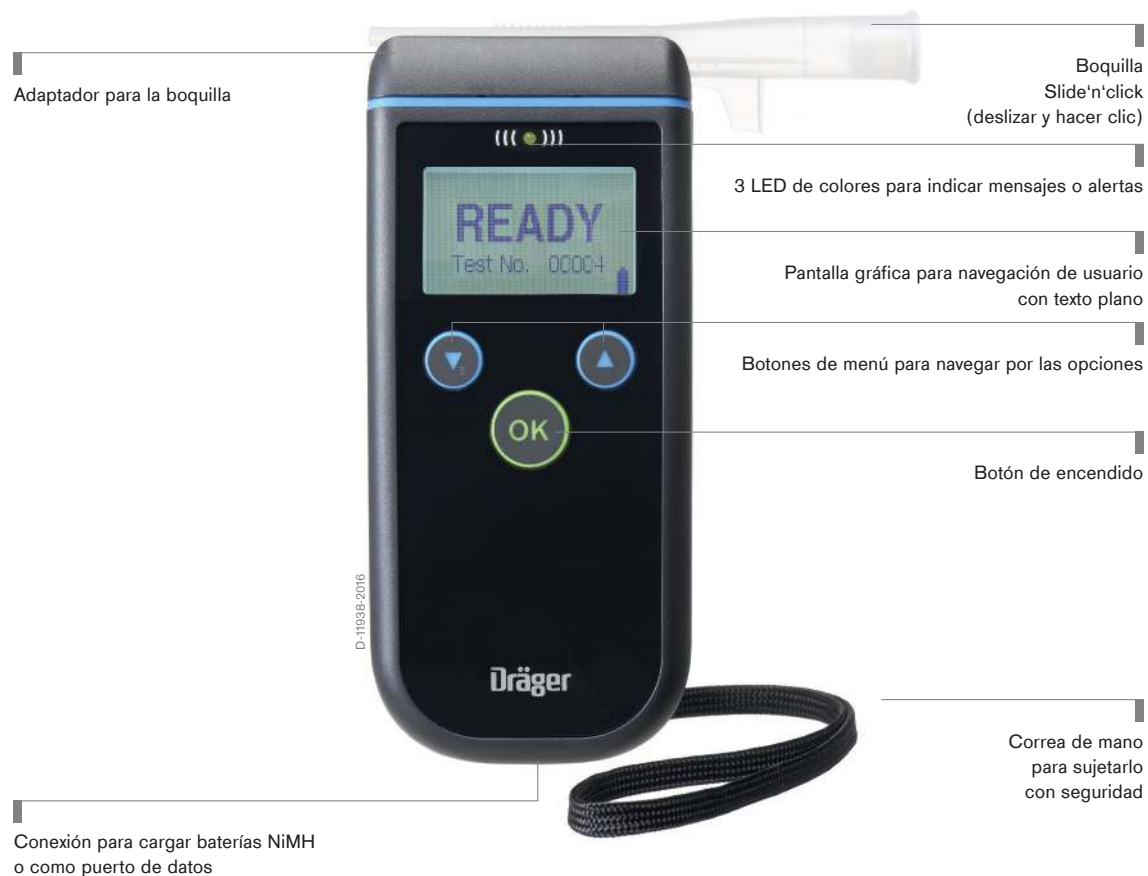 Adaptador para la boquilla
Boquilla
Slide‘n‘click
(deslizar y hacer clic)
3 LED de colores para indicar mensajes o alertas
READY
Test No. 00004
Pantalla gráfica para navegación de usuario
con texto plano
Botones de menú para navegar por las opciones
OK
Botón de encendido
D-11938-2016
Dräger
Correa de mano
para sujetarlo
con seguridad
Conexión para cargar baterías NiMH
o como puerto de datos